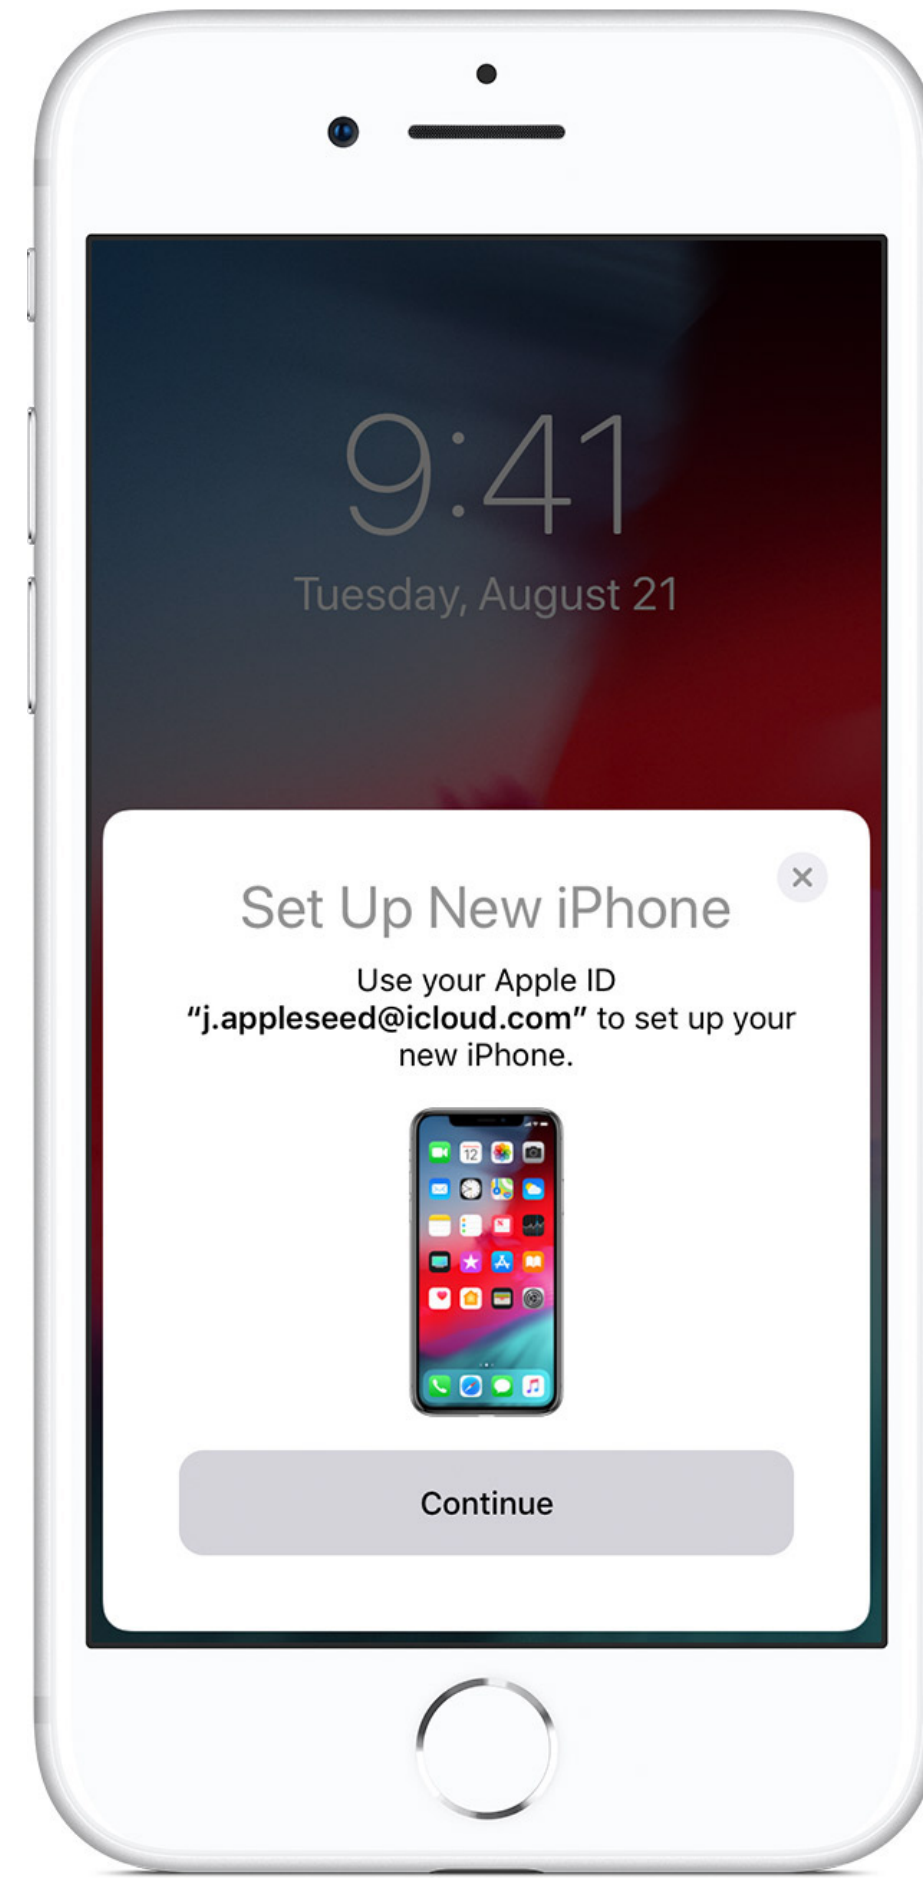 9:41
Tuesday, August 21
Set Up New iPhone
Use your Apple ID
“j.appleseed@icloud.com” to set up your
new iPhone.
12
Continue